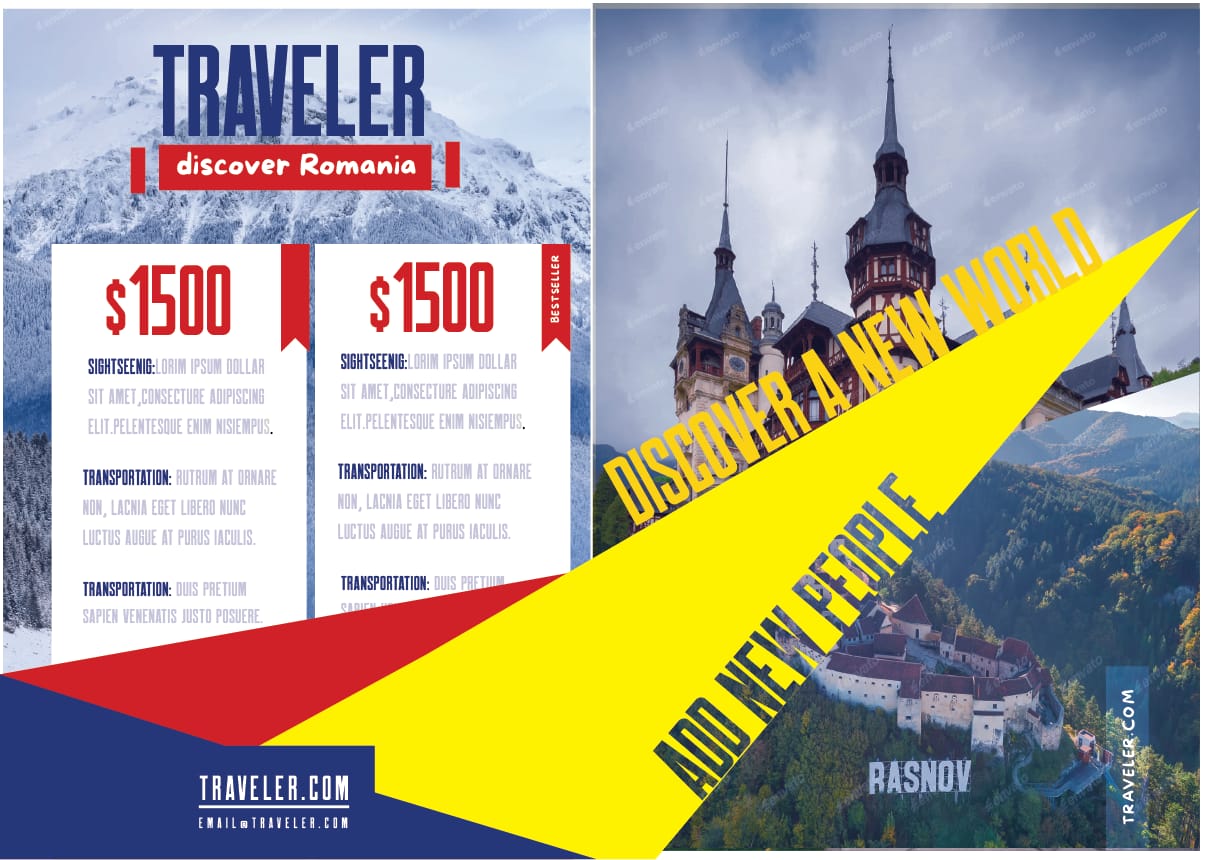 TRAVELER
discover Romania
$1500
SIGHTSEENIG:LORIM IPSUM DOLLAR
SIT AMET,CONSECTURE ADIPISCING
ELIT.PELENTESQUE ENIM NISIEMPUS.
TRANSPORTATION: RUTRUM AT ORNARE
NON, LACNIA EGET LIBERO NUNC
LUCTUS AUGUE AT PURUS IACULIS.
TRANSPORTATION: DUIS PRETIUM
SAPIEN VENENATIS JUSTO POSUERE.
$1500
BESTSELLER
SIGHTSEENIG:LORIM IPSUM DOLLAR
SIT AMET,CONSECTURE ADIPISCING
ELIT.PELENTESQUE ENIM NISIEMPUS.
TRANSPORTATION: RUTRUM AT ORNARE
NON, LACNIA EGET LIBERO NUNC
LUCTUS AUGUE AT PURUS IACULIS.
TRANSPORTATION: DUIS PRETIUM
TRAVELER.COM
EMAIL@TRAVELER.COM
DISCOVER A NEW WORLD
ADD NEW PEOPLE
RASNOV
TRAVELER.COM
envato